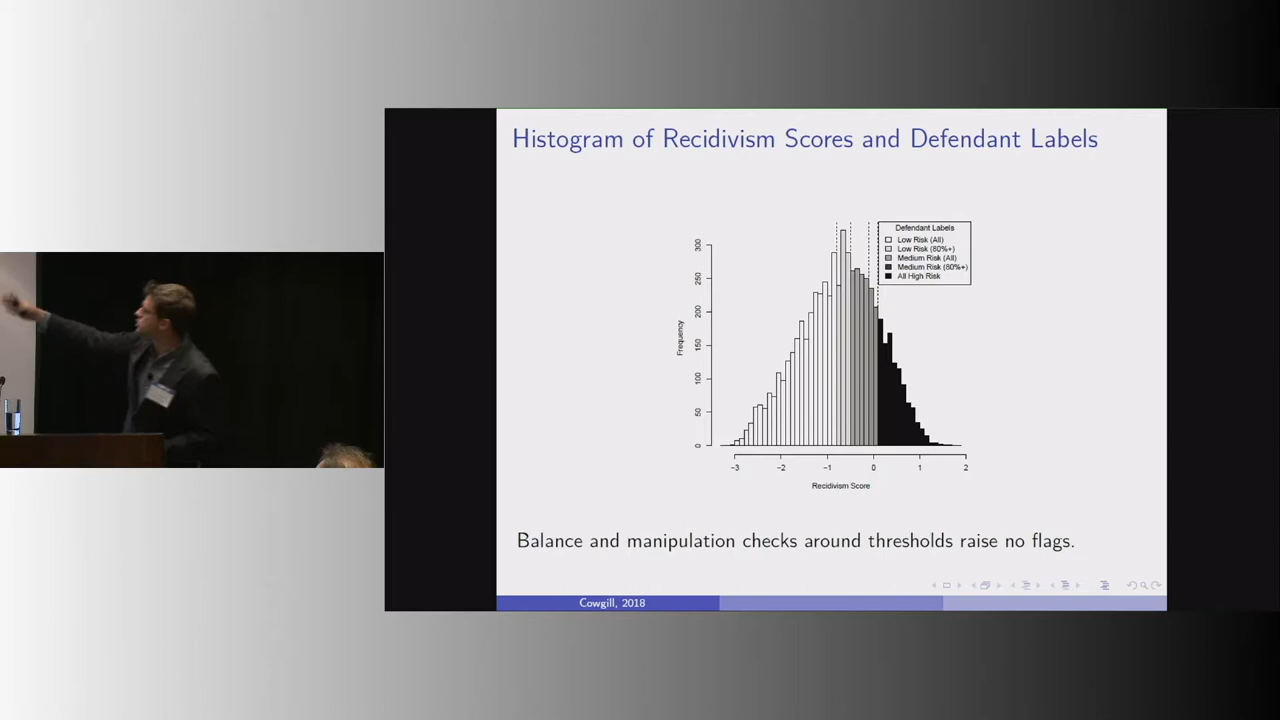 Histogram of Recidivism Scores and Defendant Labels
Defendant Labels
Low Risk (All)
Low Risk (80%+)
Medium Risk (All)
Medium Risk (80%+)
All High Risk
300
250
200
150
100
50
0
Frequency
-3 -2 -1 0 1 2
Recidivism Score
Balance and manipulation checks around thresholds raise no flags.
Cowgill, 2018